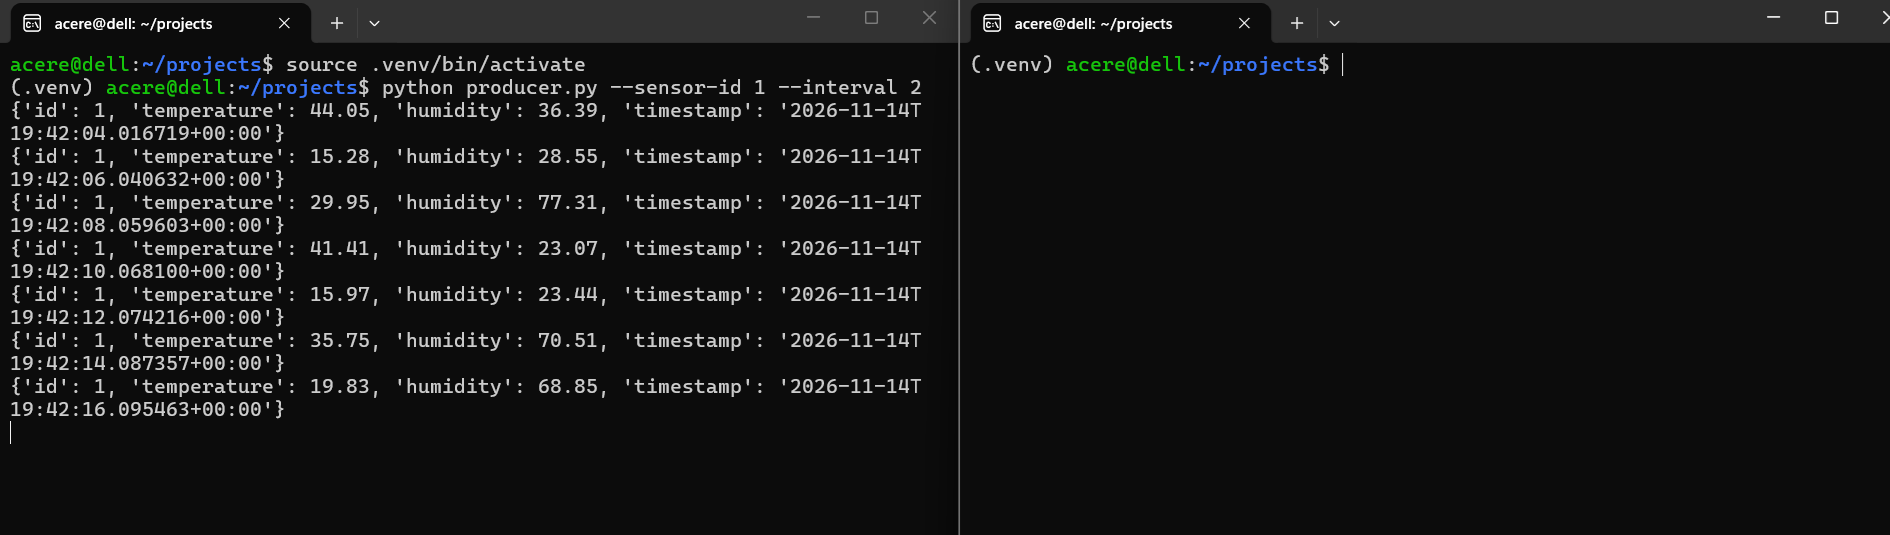 acere@dell: ~/projects
acere@dell:~/projects$ source .venv/bin/activate
(.venv) acere@dell:~/projects$ python producer.py --sensor-id 1 --interval 2
{'id': 1, 'temperature': 44.05, 'humidity': 36.39, 'timestamp': '2026-11-14T
19:42:04.016719+00:00'}
{'id': 1, 'temperature': 15.28, 'humidity': 28.55, 'timestamp': '2026-11-14T
19:42:06.040632+00:00'}
{'id': 1, 'temperature': 29.95, 'humidity': 77.31, 'timestamp': '2026-11-14T
19:42:08.059603+00:00'}
{'id': 1, 'temperature': 41.41, 'humidity': 23.07, 'timestamp': '2026-11-14T
19:42:10.068100+00:00'}
{'id': 1, 'temperature': 15.97, 'humidity': 23.44, 'timestamp': '2026-11-14T
19:42:12.074216+00:00'}
{'id': 1, 'temperature': 35.75, 'humidity': 70.51, 'timestamp': '2026-11-14T
19:42:14.087357+00:00'}
{'id': 1, 'temperature': 19.83, 'humidity': 68.85, 'timestamp': '2026-11-14T
19:42:16.095463+00:00'}
acere@dell: ~/projects
(.venv) acere@dell:~/projects$